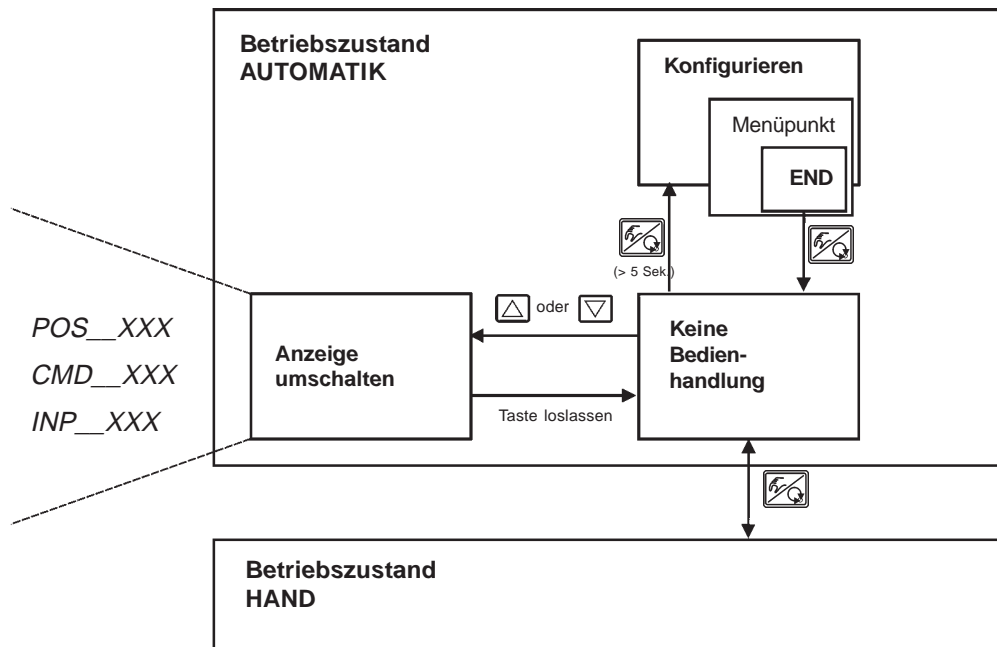 Betriebszustand
AUTOMATIK
Konfigurieren
Menüpunkt
END
(> 5 Sek.)
oder
POS__XXX
CMD__XXX
INP__XXX
Anzeige
umschalten
Keine
Bedien-
handlung
Taste loslassen
Betriebszustand
HAND